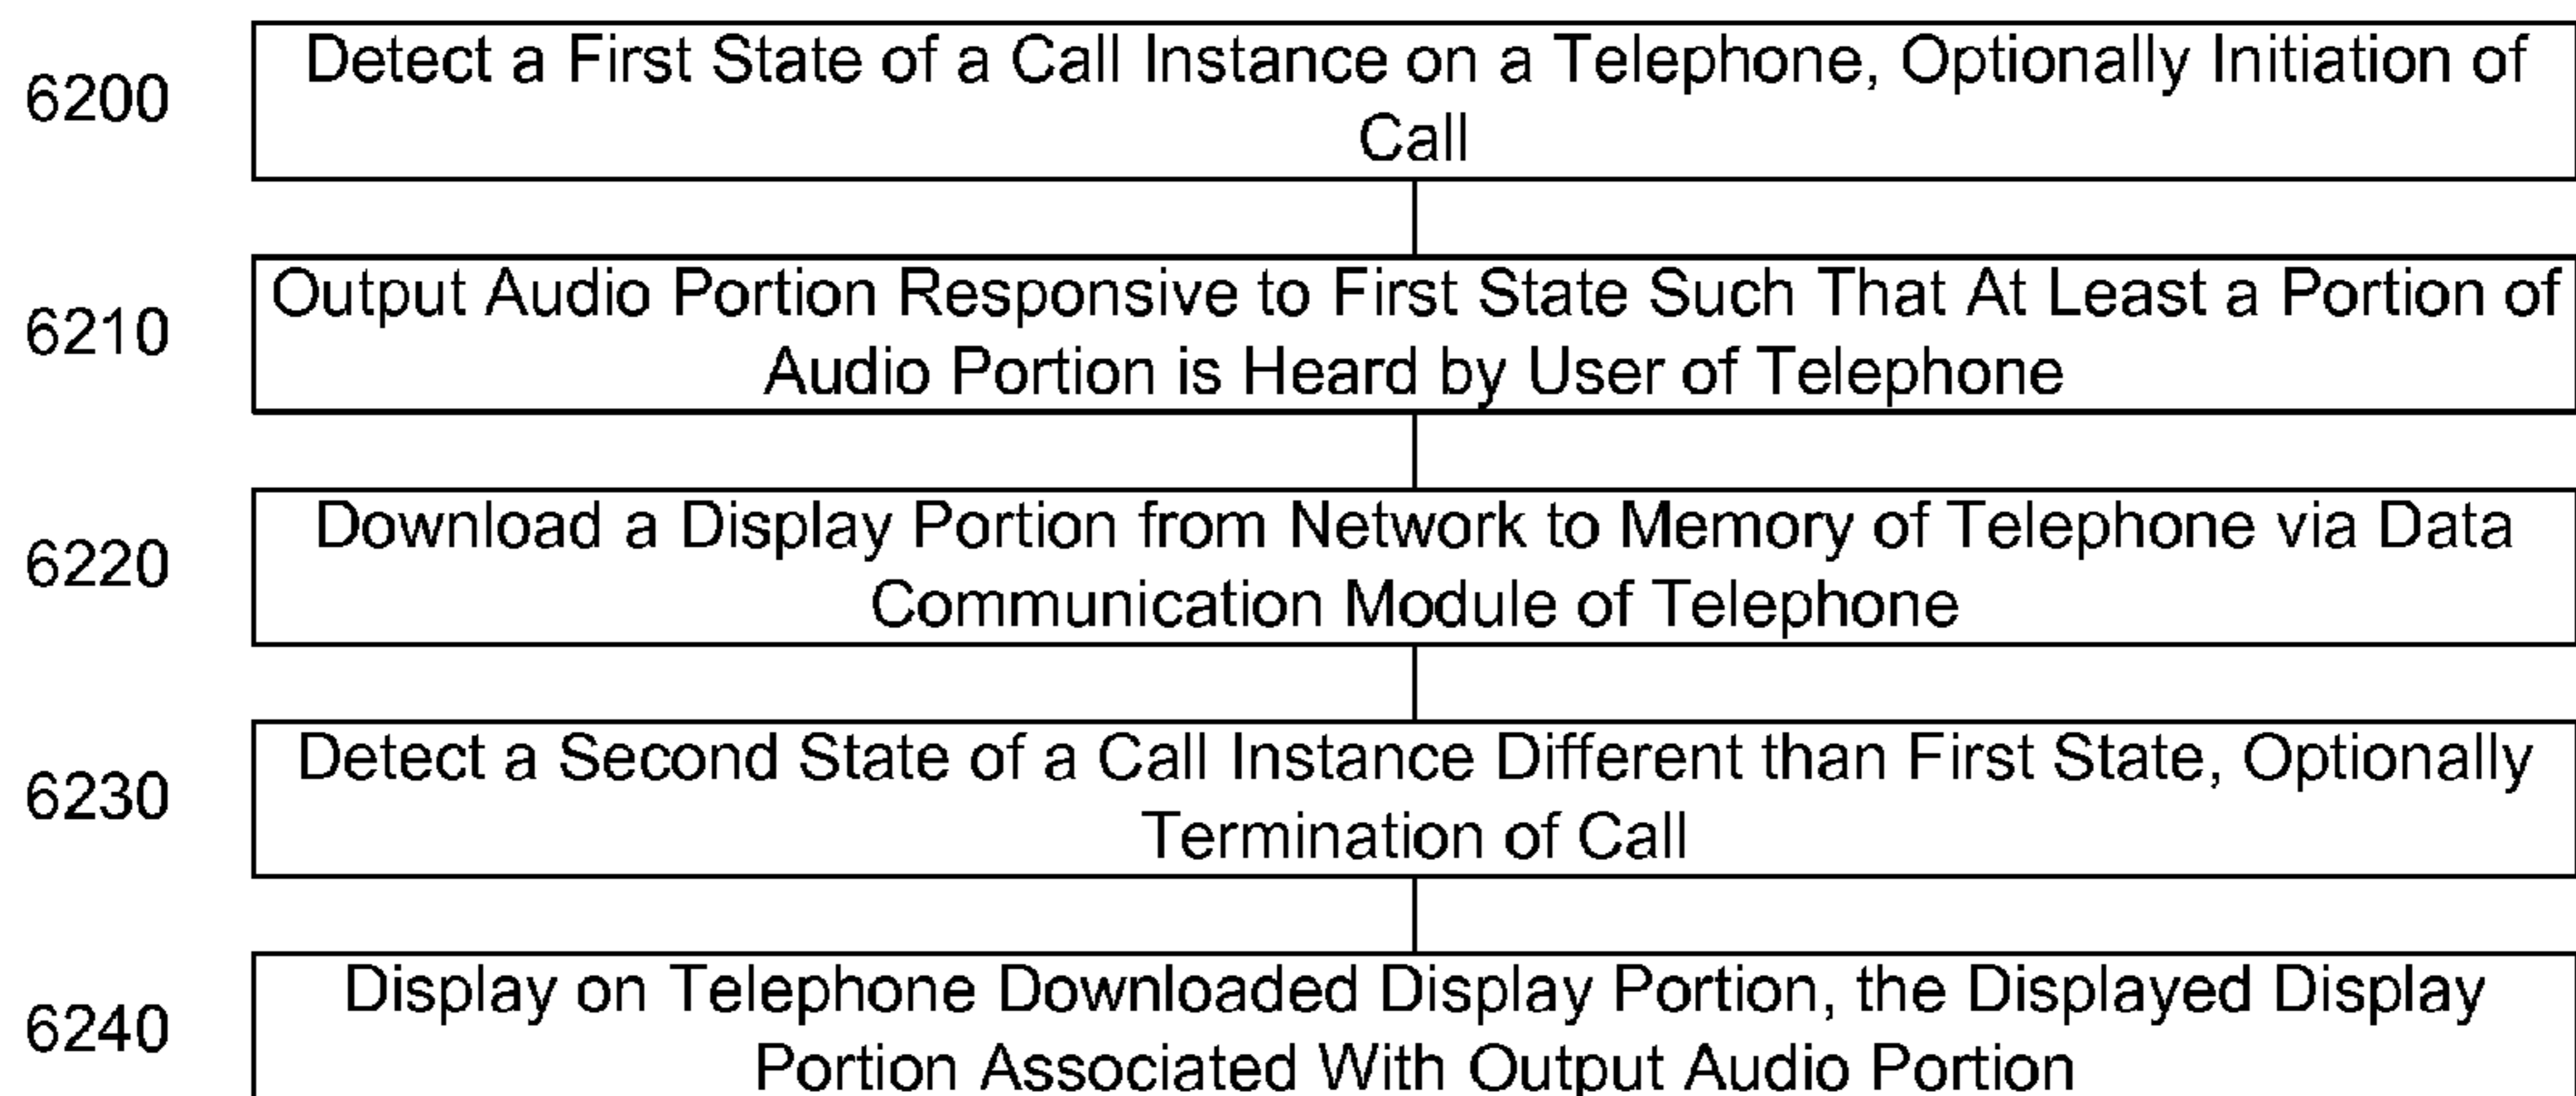 6200
Detect a First State of a Call Instance on a Telephone, Optionally Initiation of
Call
6210
Output Audio Portion Responsive to First State Such That At Least a Portion of
Audio Portion is Heard by User of Telephone
6220
Download a Display Portion from Network to Memory of Telephone via Data
Communication Module of Telephone
6230
Detect a Second State of a Call Instance Different than First State, Optionally
Termination of Call
6240
Display on Telephone Downloaded Display Portion, the Displayed Display
Portion Associated With Output Audio Portion